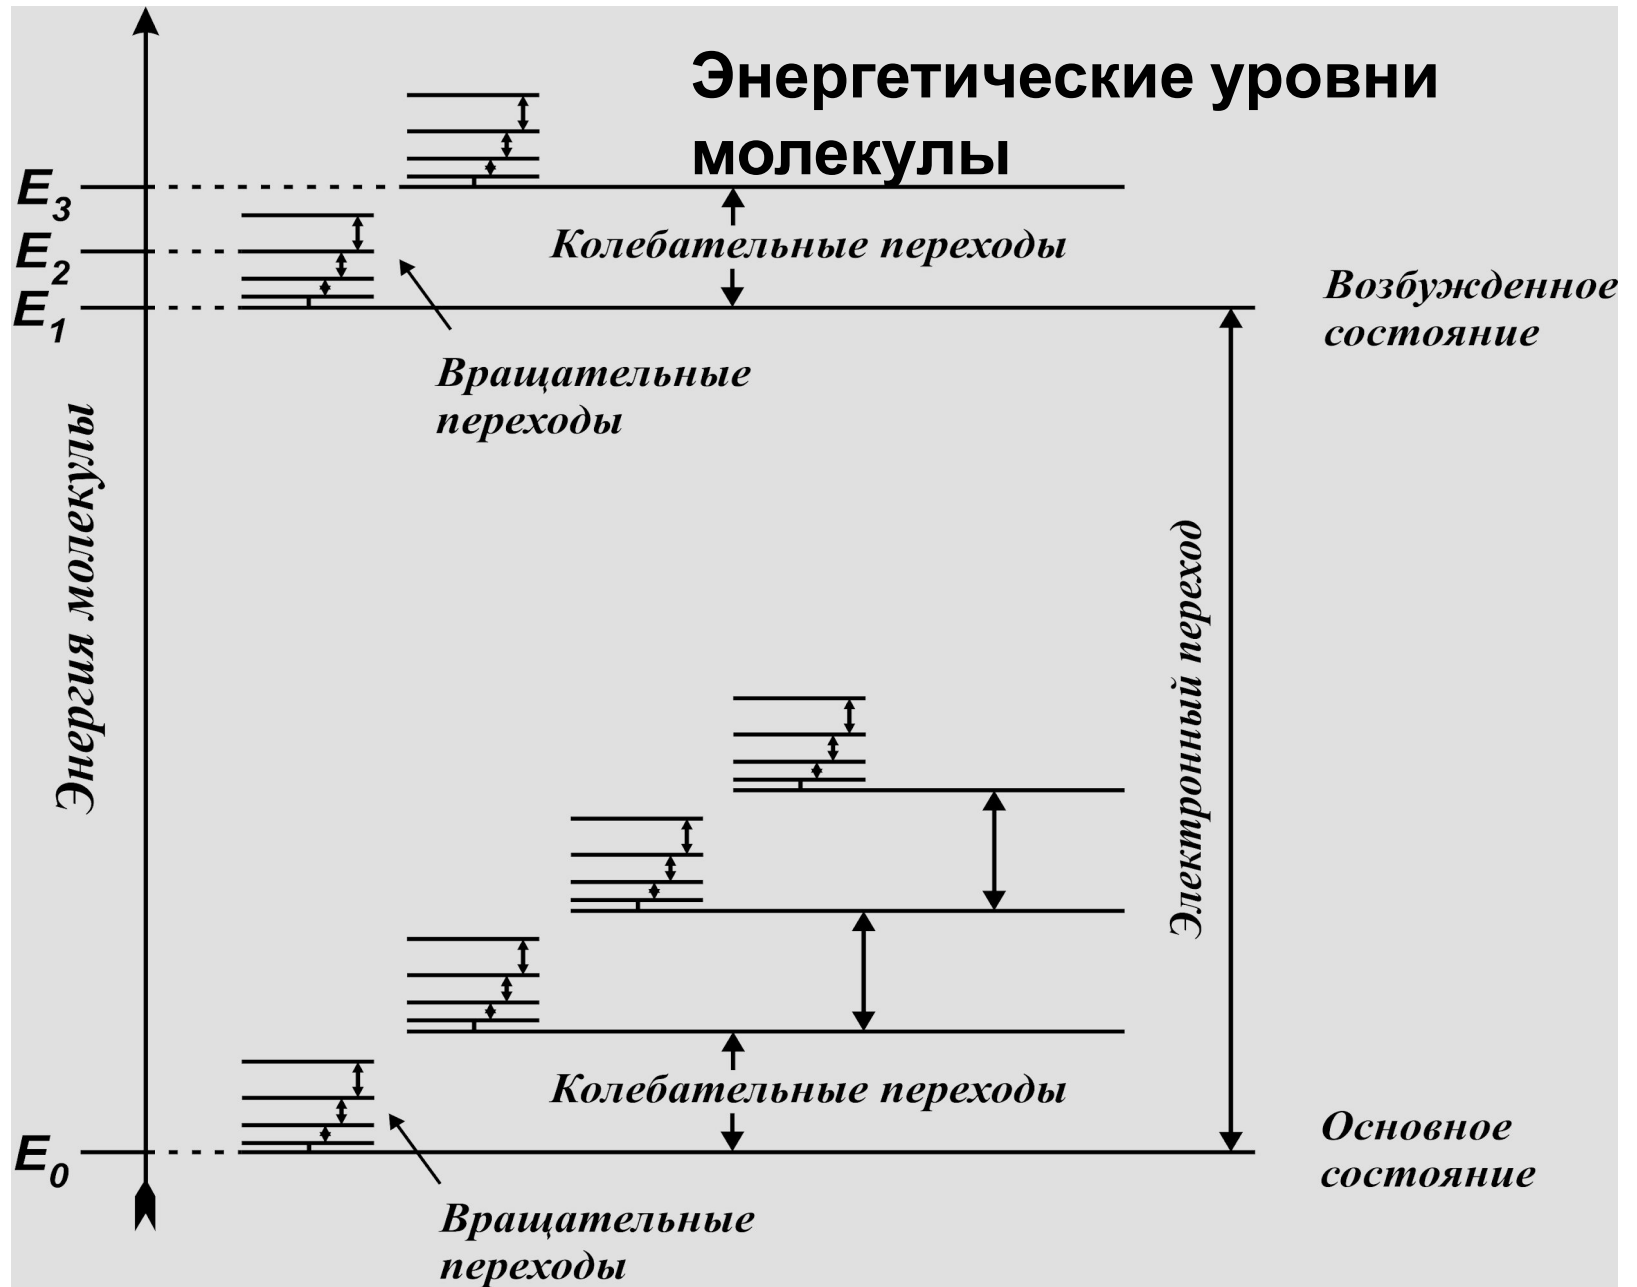 Энергетические уровни
молекулы
E3
E2
E1
Колебательные переходы
Возбужденное
состояние
Вращательные
переходы
Энергия молекулы
Электронный переход
Колебательные переходы
E0
Основное
состояние
Вращательные
переходы